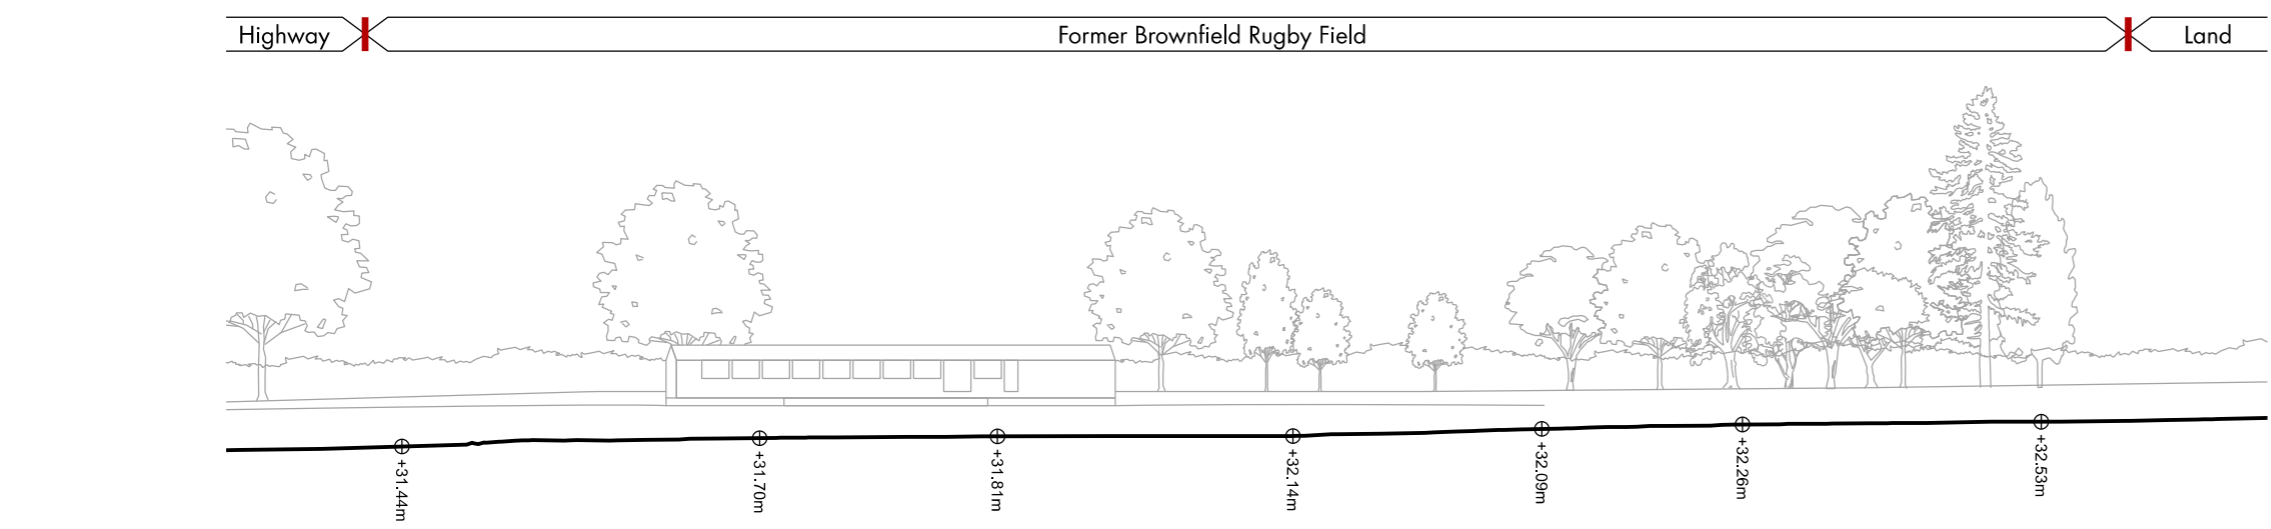 Highway
Former Brownfield Rugby Field
Land
+31.44m
+31.70m
+31.81m
+32.14m
+32.09m
+32.26m
+32.53m